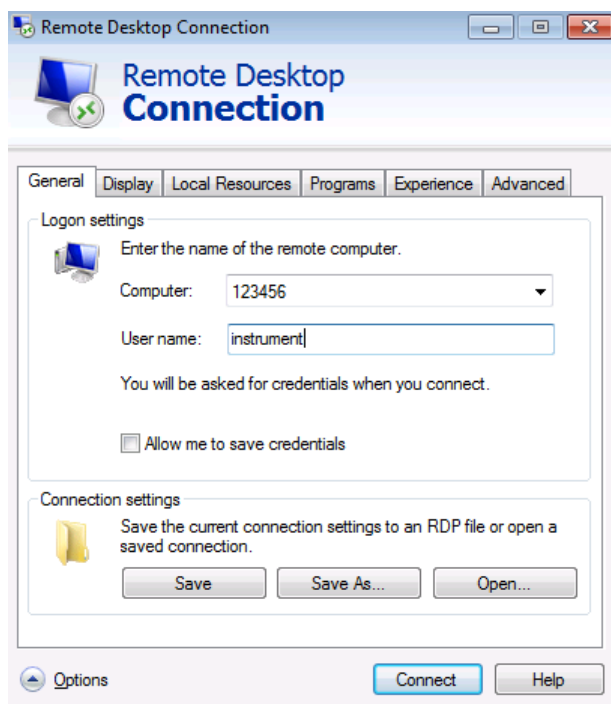 Remote Desktop Connection
Remote Desktop
Connection
General Display Local Resources Programs Experience Advanced
Logon settings
Enter the name of the remote computer.
Computer: 123456
User name: instrument
You will be asked for credentials when you connect.
Allow me to save credentials
Connection settings
Save the current connection settings to an RDP file or open a
saved connection.
Save Save As... Open...
Options Connect Help